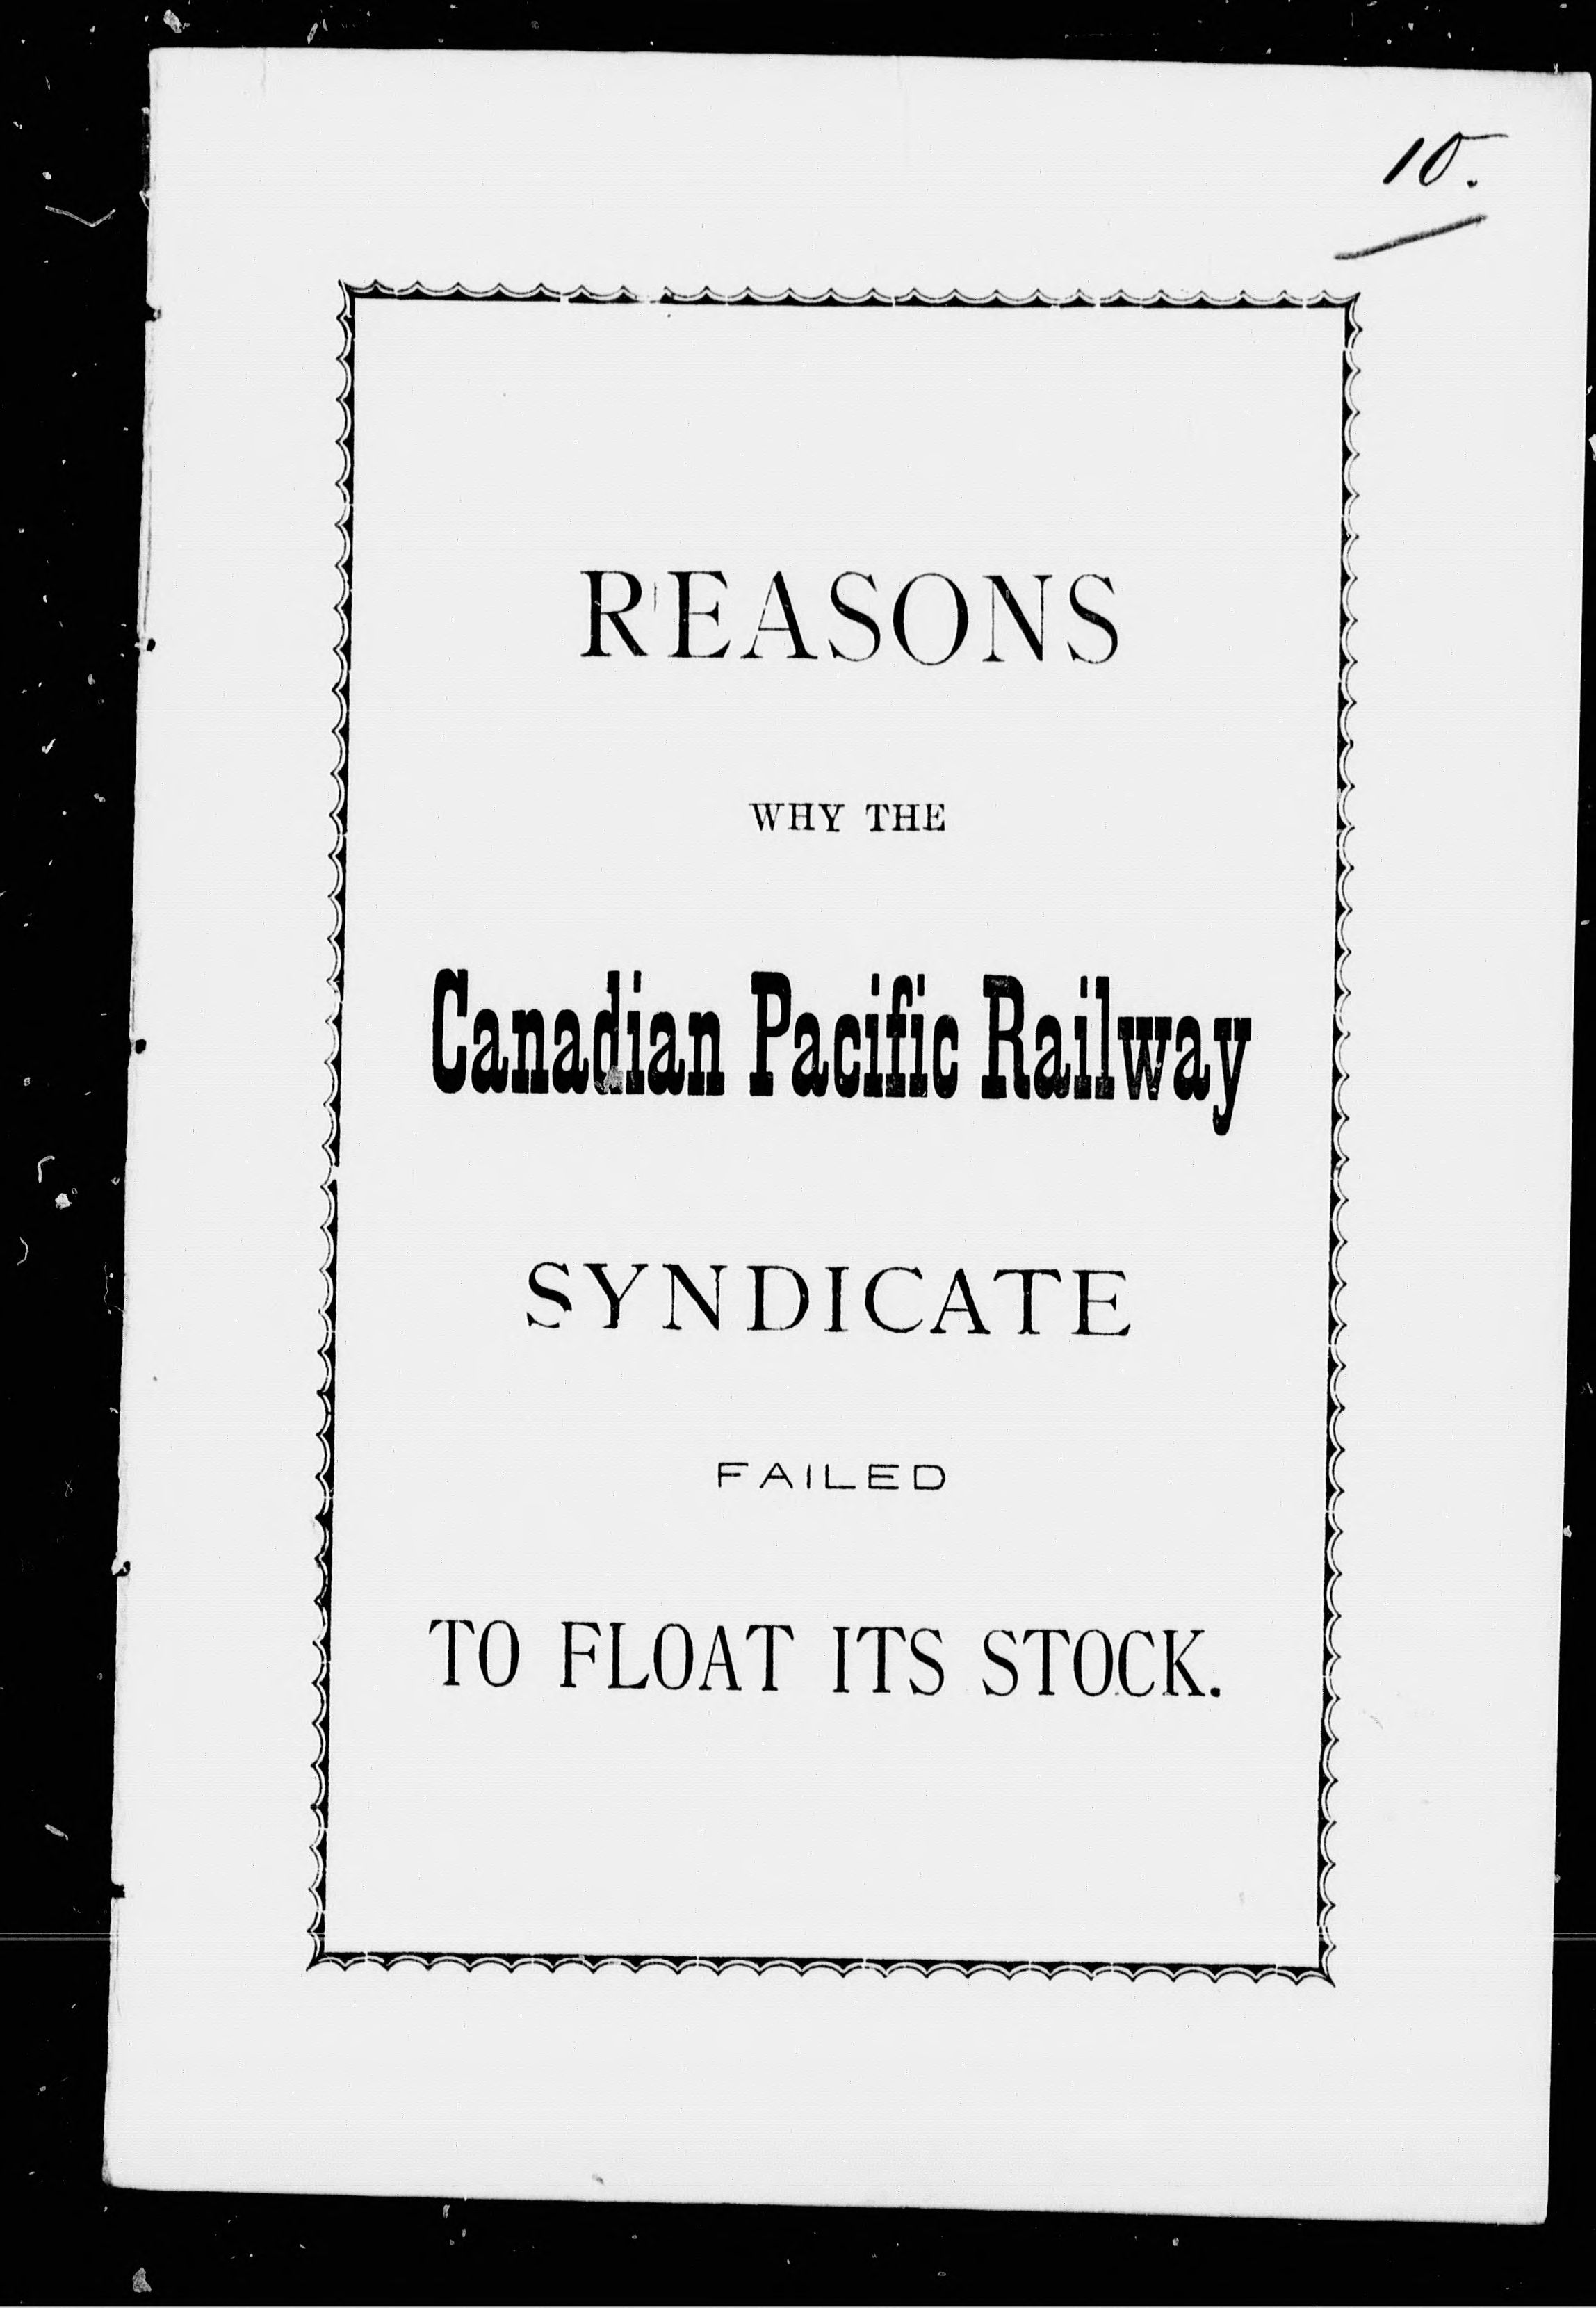 10.
REASONS
WHY THE
Canadian Pacific Railway
SYNDICATE
FAILED
TO FLOAT ITS STOCK.